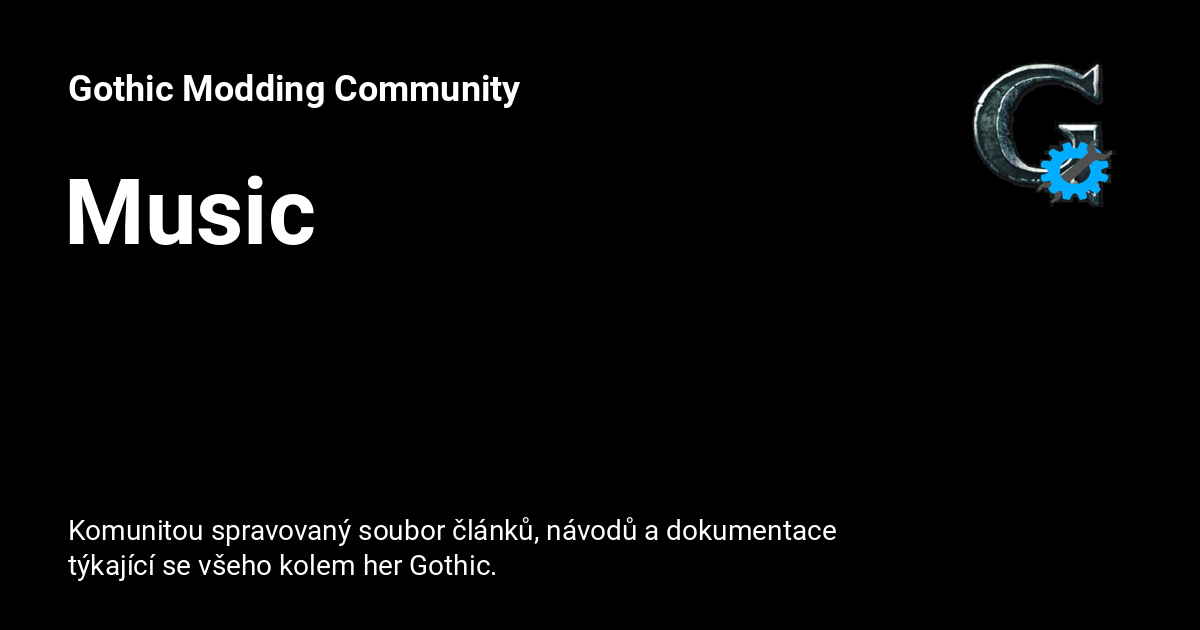 Gothic Modding Community
Music
Komunitou spravovaný soubor článků, návodů a dokumentace
týkající se všeho kolem her Gothic.